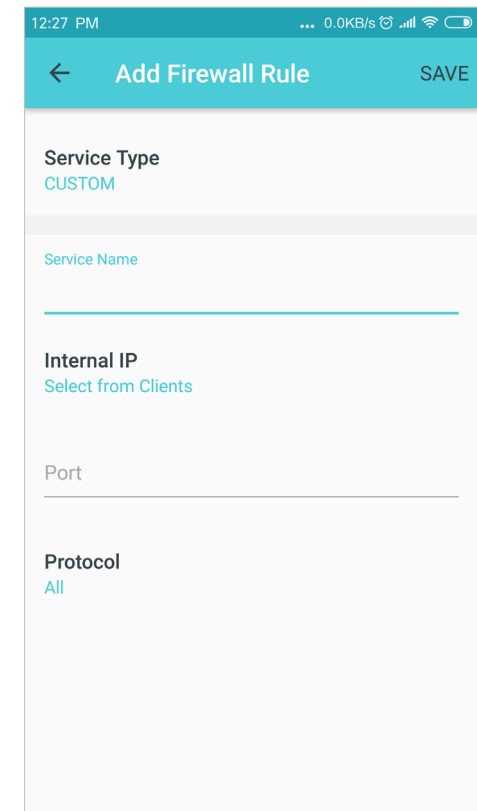 12:27 PM ... 0.0KB/s
Add Firewall Rule SAVE
Service Type
CUSTOM
Service Name
Internal IP
Select from Clients
Port
Protocol
All